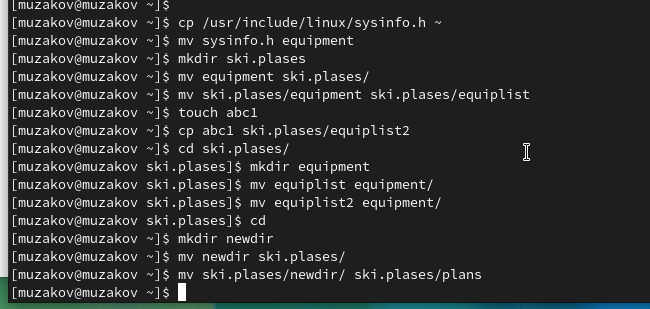 [muzakov@muzakov ~]$
[muzakov@muzakov ~]$ cp /usr/include/linux/sysinfo.h ~
[muzakov@muzakov ~]$ mv sysinfo.h equipment
[muzakov@muzakov ~]$ mkdir ski.plases
[muzakov@muzakov ~]$ mv equipment ski.plases/
[muzakov@muzakov ~]$ mv ski.plases/equipment ski.plases/equiplist
[muzakov@muzakov ~]$ touch abc1
[muzakov@muzakov ~]$ cp abc1 ski.plases/equiplist2
[muzakov@muzakov ~]$ cd ski.plases/
[muzakov@muzakov ski.plases]$ mkdir equipment
[muzakov@muzakov ski.plases]$ mv equiplist equipment/
[muzakov@muzakov ski.plases]$ mv equiplist2 equipment/
[muzakov@muzakov ski.plases]$ cd
[muzakov@muzakov ~]$ mkdir newdir
[muzakov@muzakov ~]$ mv newdir ski.plases/
[muzakov@muzakov ~]$ mv ski.plases/newdir/ ski.plases/plans
[muzakov@muzakov ~]$